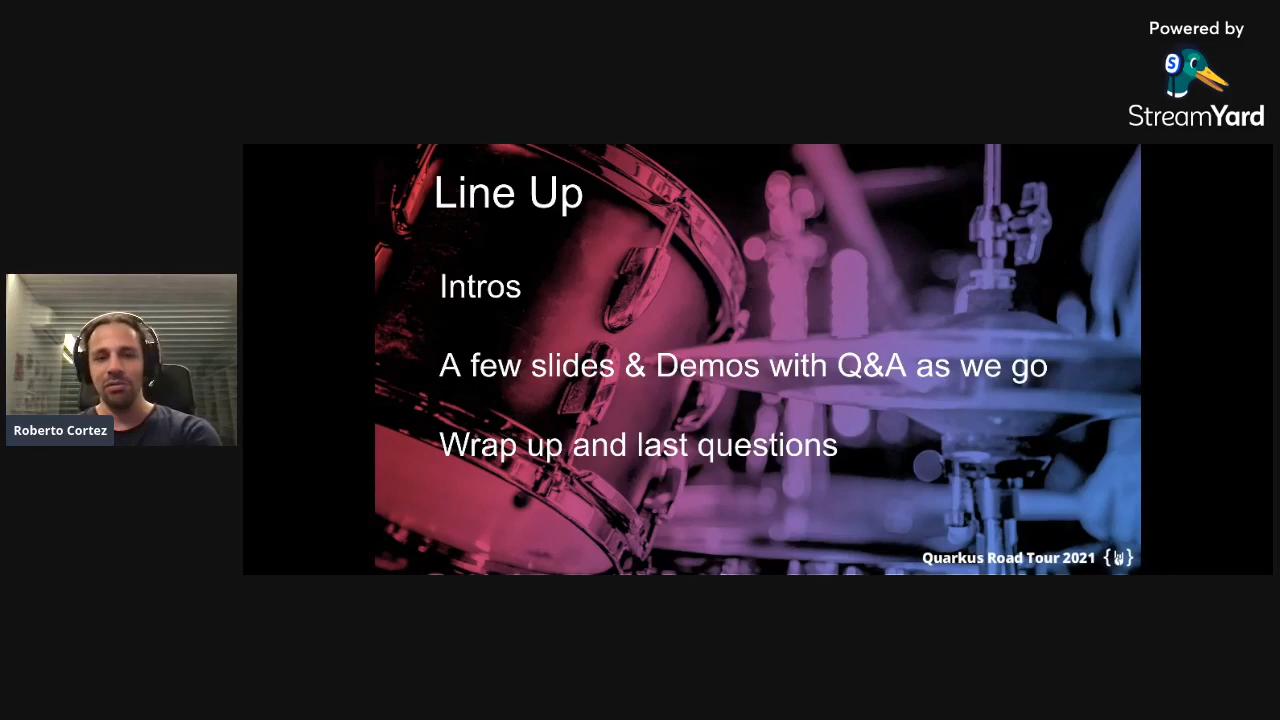 Powered by
S
StreamYard
Line Up
Intros
A few slides & Demos with Q&A as we go
Wrap up and last questions
Roberto Cortez
Quarkus Road Tour 2021 { }